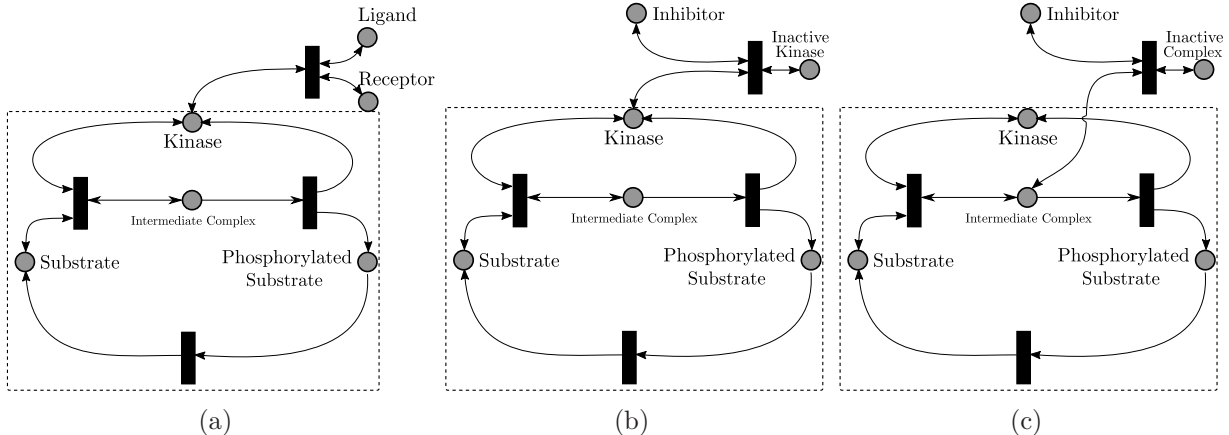 Ligand
Receptor
Kinase
Intermediate Complex
Substrate
Phosphorylated
Substrate
(a)
Inhibitor
Inactive
Kinase
Kinase
Intermediate Complex
Substrate
Phosphorylated
Substrate
(b)
Inhibitor
Inactive
Complex
Kinase
Intermediate Complex
Substrate
Phosphorylated
Substrate
(c)